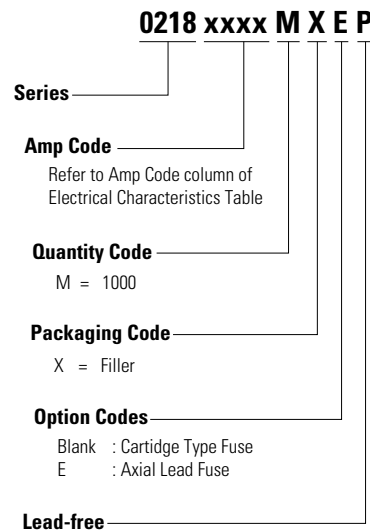 0218 xxxx M X E P
Series
Amp Code
Refer to Amp Code column of
Electrical Characteristics Table
Quantity Code
M = 1000
Packaging Code
X = Filler
Option Codes
Blank : Cartidge Type Fuse
E : Axial Lead Fuse
Lead-free